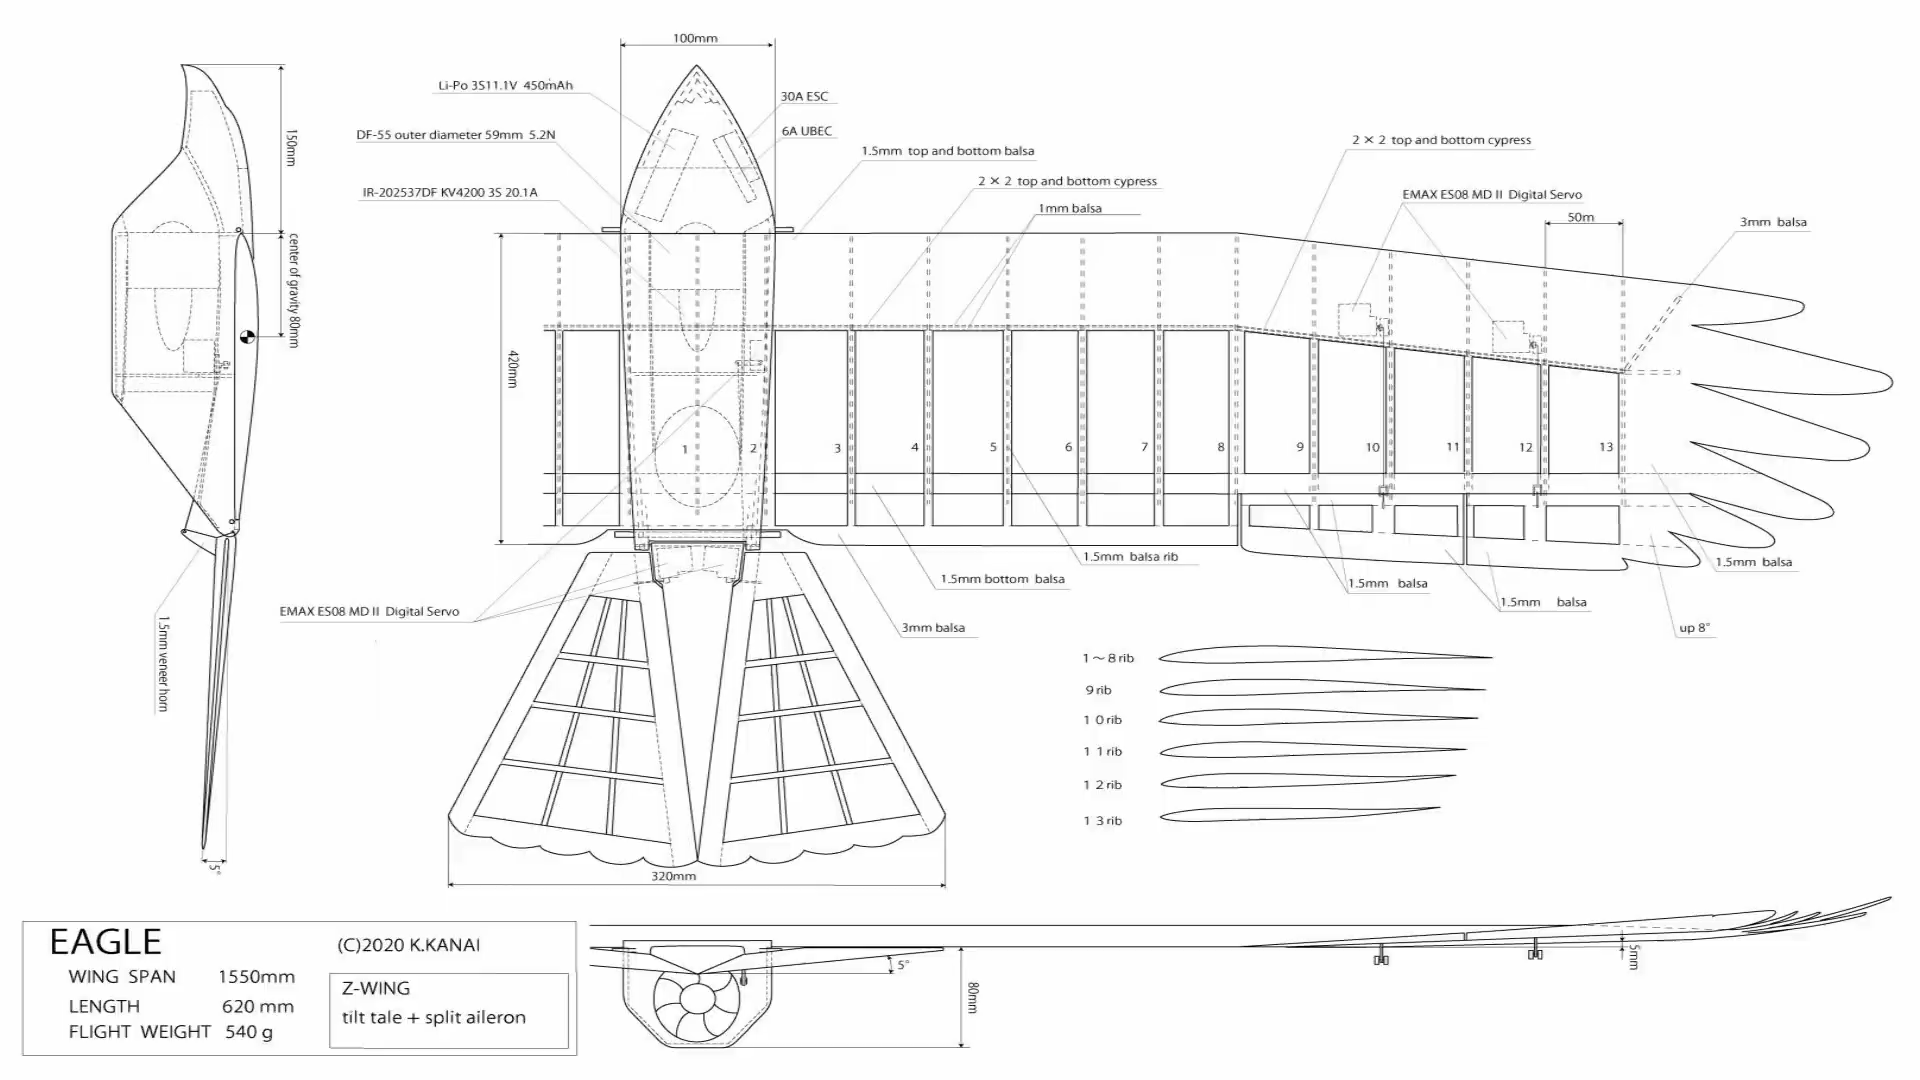 100mm
Li-Po 3S11.1V 450mAh
30A ESC
DF-55 outer diameter 59mm 5.2N
6A UBEC
1.5mm top and bottom balsa
2 × 2 top and bottom cypress
IR-202537DF KV4200 3S 20.1A
2 × 2 top and bottom cypress
1mm balsa
EMAX ES08 MD II Digital Servo
50m
3mm balsa
150mm
center of gravity 80mm
420mm
1 2 3 4 5 6 7 8 9 10 11 12 13
1.5mm balsa rib
1.5mm bottom balsa
1.5mm balsa
1.5mm balsa
1.5mm balsa
EMAX ES08 MD II Digital Servo
3mm balsa
up 8°
1.5mm veneer horn
1～8 rib
9 rib
1 0 rib
1 1 rib
1 2 rib
1 3 rib
5°
320mm
EAGLE
(C)2020 K.KANAI
WING SPAN 1550mm
LENGTH 620 mm
FLIGHT WEIGHT 540 g
Z-WING
tilt tale + split aileron
5°
80mm
5mm